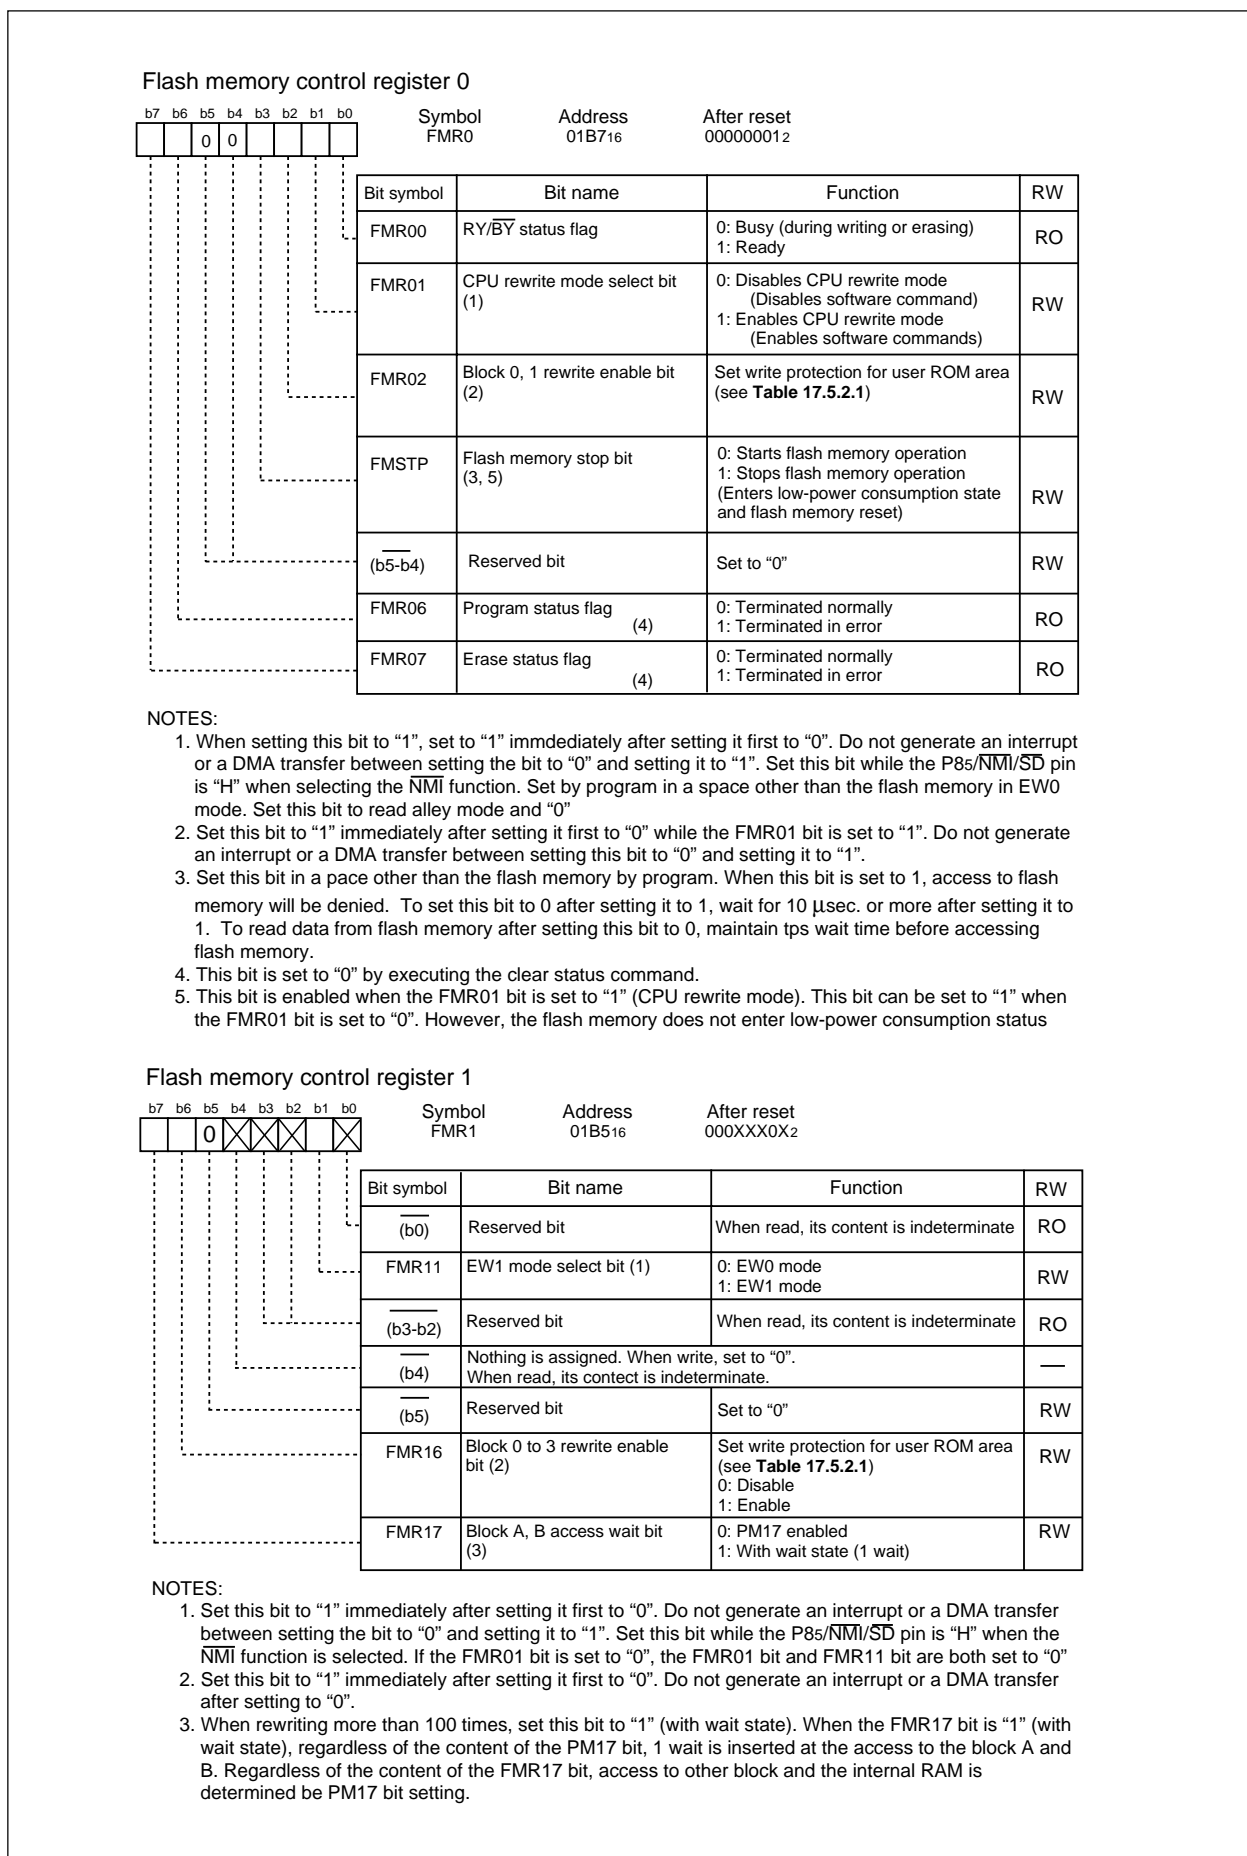 Flash memory control register 0
b7 b6 b5 b4 b3 b2 b1 b0
Symbol Address After reset
0 0
FMR0 01B716 000000012
Bit symbol Bit name Function RW
FMR00 RY/BY status flag 0: Busy (during writing or erasing)
1: Ready
RO
FMR01 CPU rewrite mode select bit
(1)
0: Disables CPU rewrite mode
(Disables software command)
1: Enables CPU rewrite mode
(Enables software commands)
RW
FMR02 Block 0, 1 rewrite enable bit
(2)
Set write protection for user ROM area
(see Table 17.5.2.1)
RW
FMSTP Flash memory stop bit
(3, 5)
0: Starts flash memory operation
1: Stops flash memory operation
(Enters low-power consumption state
and flash memory reset)
RW
(b5-b4) Reserved bit Set to “0” RW
FMR06 Program status flag
(4)
0: Terminated normally
1: Terminated in error
RO
FMR07 Erase status flag
(4)
0: Terminated normally
1: Terminated in error
RO
NOTES:
1. When setting this bit to “1”, set to “1” immdediately after setting it first to “0”. Do not generate an interrupt
or a DMA transfer between setting the bit to “0” and setting it to “1”. Set this bit while the P85/NMI/SD pin
is “H” when selecting the NMI function. Set by program in a space other than the flash memory in EW0
mode. Set this bit to read alley mode and “0”
2. Set this bit to “1” immediately after setting it first to “0” while the FMR01 bit is set to “1”. Do not generate
an interrupt or a DMA transfer between setting this bit to “0” and setting it to “1”.
3. Set this bit in a pace other than the flash memory by program. When this bit is set to 1, access to flash
memory will be denied. To set this bit to 0 after setting it to 1, wait for 10 μsec. or more after setting it to
1. To read data from flash memory after setting this bit to 0, maintain tps wait time before accessing
flash memory.
4. This bit is set to “0” by executing the clear status command.
5. This bit is enabled when the FMR01 bit is set to “1” (CPU rewrite mode). This bit can be set to “1” when
the FMR01 bit is set to “0”. However, the flash memory does not enter low-power consumption status
Flash memory control register 1
b7 b6 b5 b4 b3 b2 b1 b0
Symbol Address After reset
0
FMR1 01B516 000XXX0X2
Bit symbol Bit name Function RW
(b0) Reserved bit When read, its content is indeterminate RO
FMR11 EW1 mode select bit (1) 0: EW0 mode
1: EW1 mode
RW
(b3-b2) Reserved bit When read, its content is indeterminate RO
(b4) Nothing is assigned. When write, set to “0”.
When read, its contect is indeterminate.
—
(b5) Reserved bit Set to “0” RW
FMR16 Block 0 to 3 rewrite enable
bit (2)
Set write protection for user ROM area
(see Table 17.5.2.1)
0: Disable
1: Enable
RW
FMR17 Block A, B access wait bit
(3)
0: PM17 enabled
1: With wait state (1 wait)
RW
NOTES:
1. Set this bit to “1” immediately after setting it first to “0”. Do not generate an interrupt or a DMA transfer
between setting the bit to “0” and setting it to “1”. Set this bit while the P85/NMI/SD pin is “H” when the
NMI function is selected. If the FMR01 bit is set to “0”, the FMR01 bit and FMR11 bit are both set to “0”
2. Set this bit to “1” immediately after setting it first to “0”. Do not generate an interrupt or a DMA transfer
after setting to “0”.
3. When rewriting more than 100 times, set this bit to “1” (with wait state). When the FMR17 bit is “1” (with
wait state), regardless of the content of the PM17 bit, 1 wait is inserted at the access to the block A and
B. Regardless of the content of the FMR17 bit, access to other block and the internal RAM is
determined be PM17 bit setting.